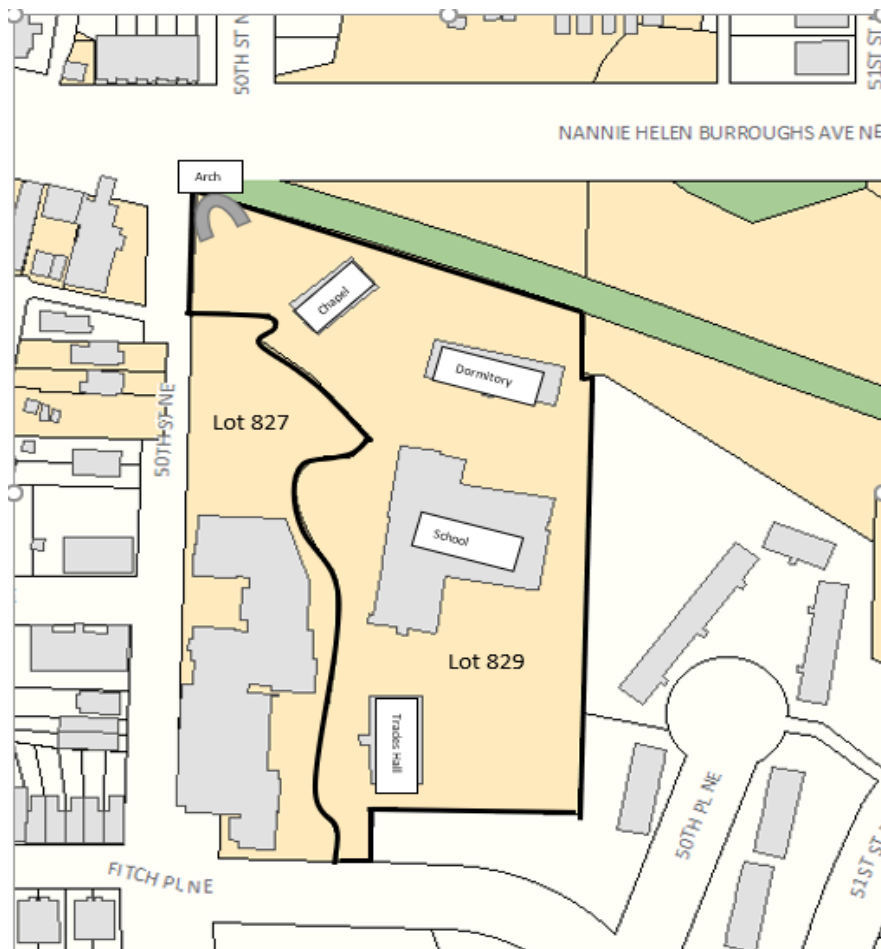 50TH ST N
51ST ST
NANNIE HELEN BURROUGHS AVE NE
Arch
Chapel
Dormitory
50TH ST NE
Lot 827
School
Lot 829
Trades Hall
50TH PL NE
51ST ST
FITCH PL NE